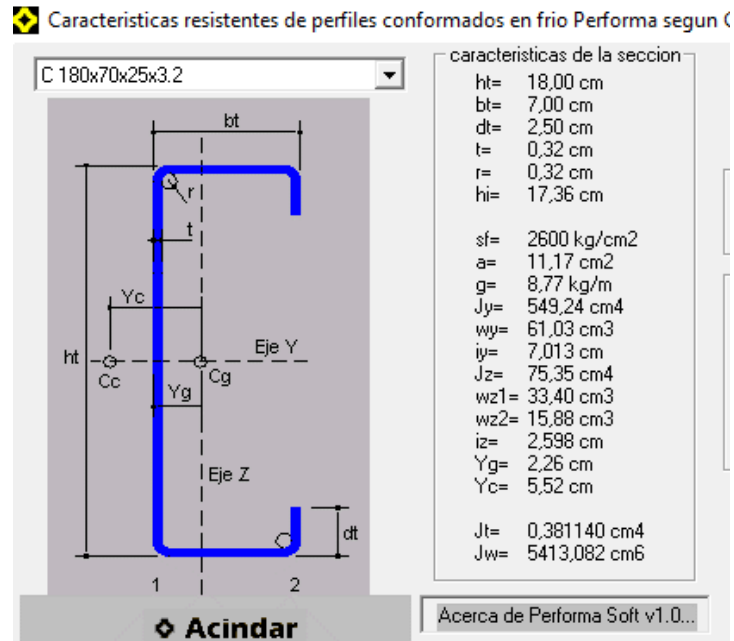 Caracteristicas resistentes de perfiles conformados en frio Performa segun
C 180x70x25x3.2
bt
r
t
Yc
ht
Eje Y
Cc
Cg
Yg
Eje Z
dt
1
2
Acindar
caracteristicas de la seccion
ht= 18,00 cm
bt= 7,00 cm
dt= 2,50 cm
t= 0,32 cm
r= 0,32 cm
hi= 17,36 cm
sf= 2600 kg/cm2
a= 11,17 cm2
g= 8,77 kg/m
Jy= 549,24 cm4
wy= 61,03 cm3
iy= 7,013 cm
Jz= 75,35 cm4
wz1= 33,40 cm3
wz2= 15,88 cm3
iz= 2,598 cm
Yg= 2,26 cm
Yc= 5,52 cm
Jt= 0,381140 cm4
Jw= 5413,082 cm6
Acerca de Performa Soft v1.0...